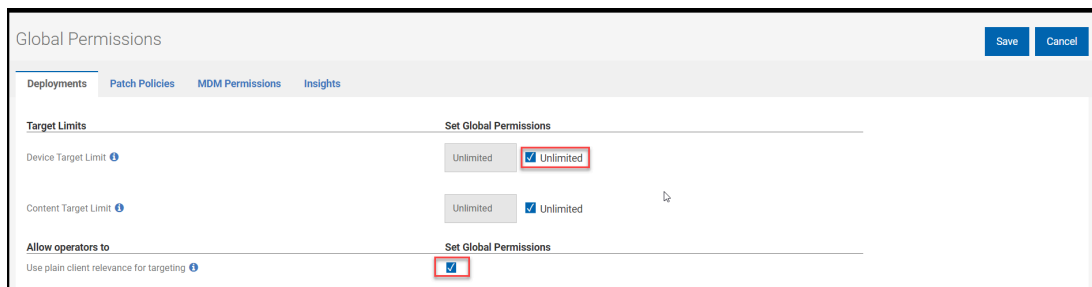 Global Permissions
Save Cancel
Deployments Patch Policies MDM Permissions Insights
Target Limits Set Global Permissions
Device Target Limit Unlimited Unlimited
Content Target Limit Unlimited Unlimited
Allow operators to Set Global Permissions
Use plain client relevance for targeting